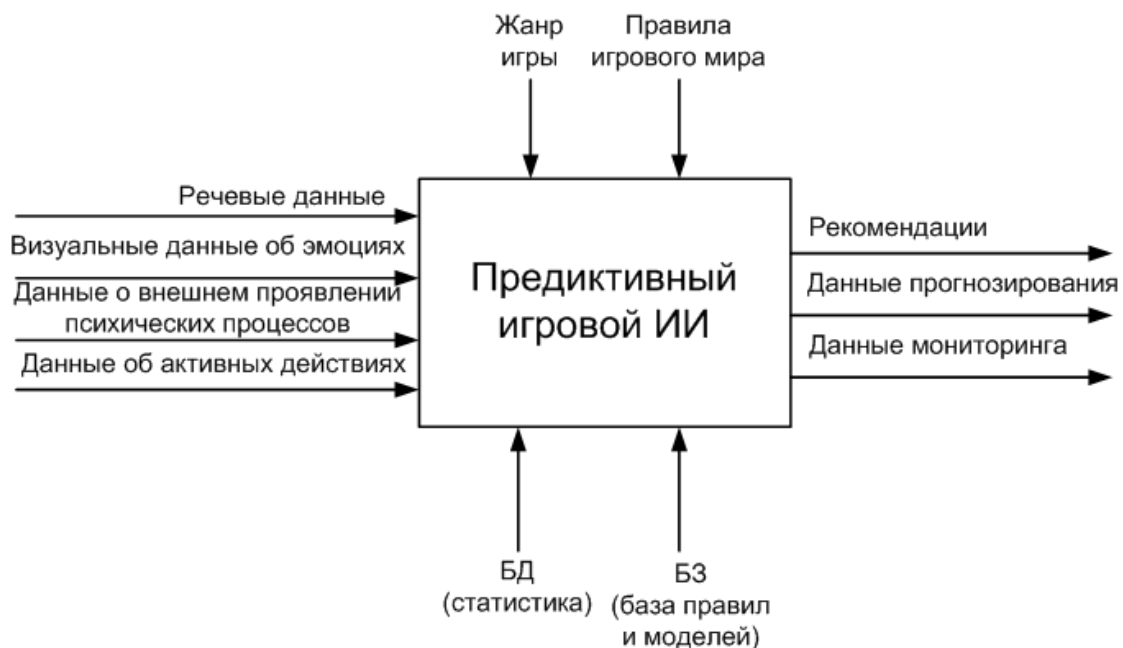 Жанр
игры
Правила
игрового мира
Речевые данные
Визуальные данные об эмоциях
Данные о внешнем проявлении
психических процессов
Данные об активных действиях
Предиктивный
игровой ИИ
Рекомендации
Данные прогнозирования
Данные мониторинга
БД
(статистика)
БЗ
(база правил
и моделей)